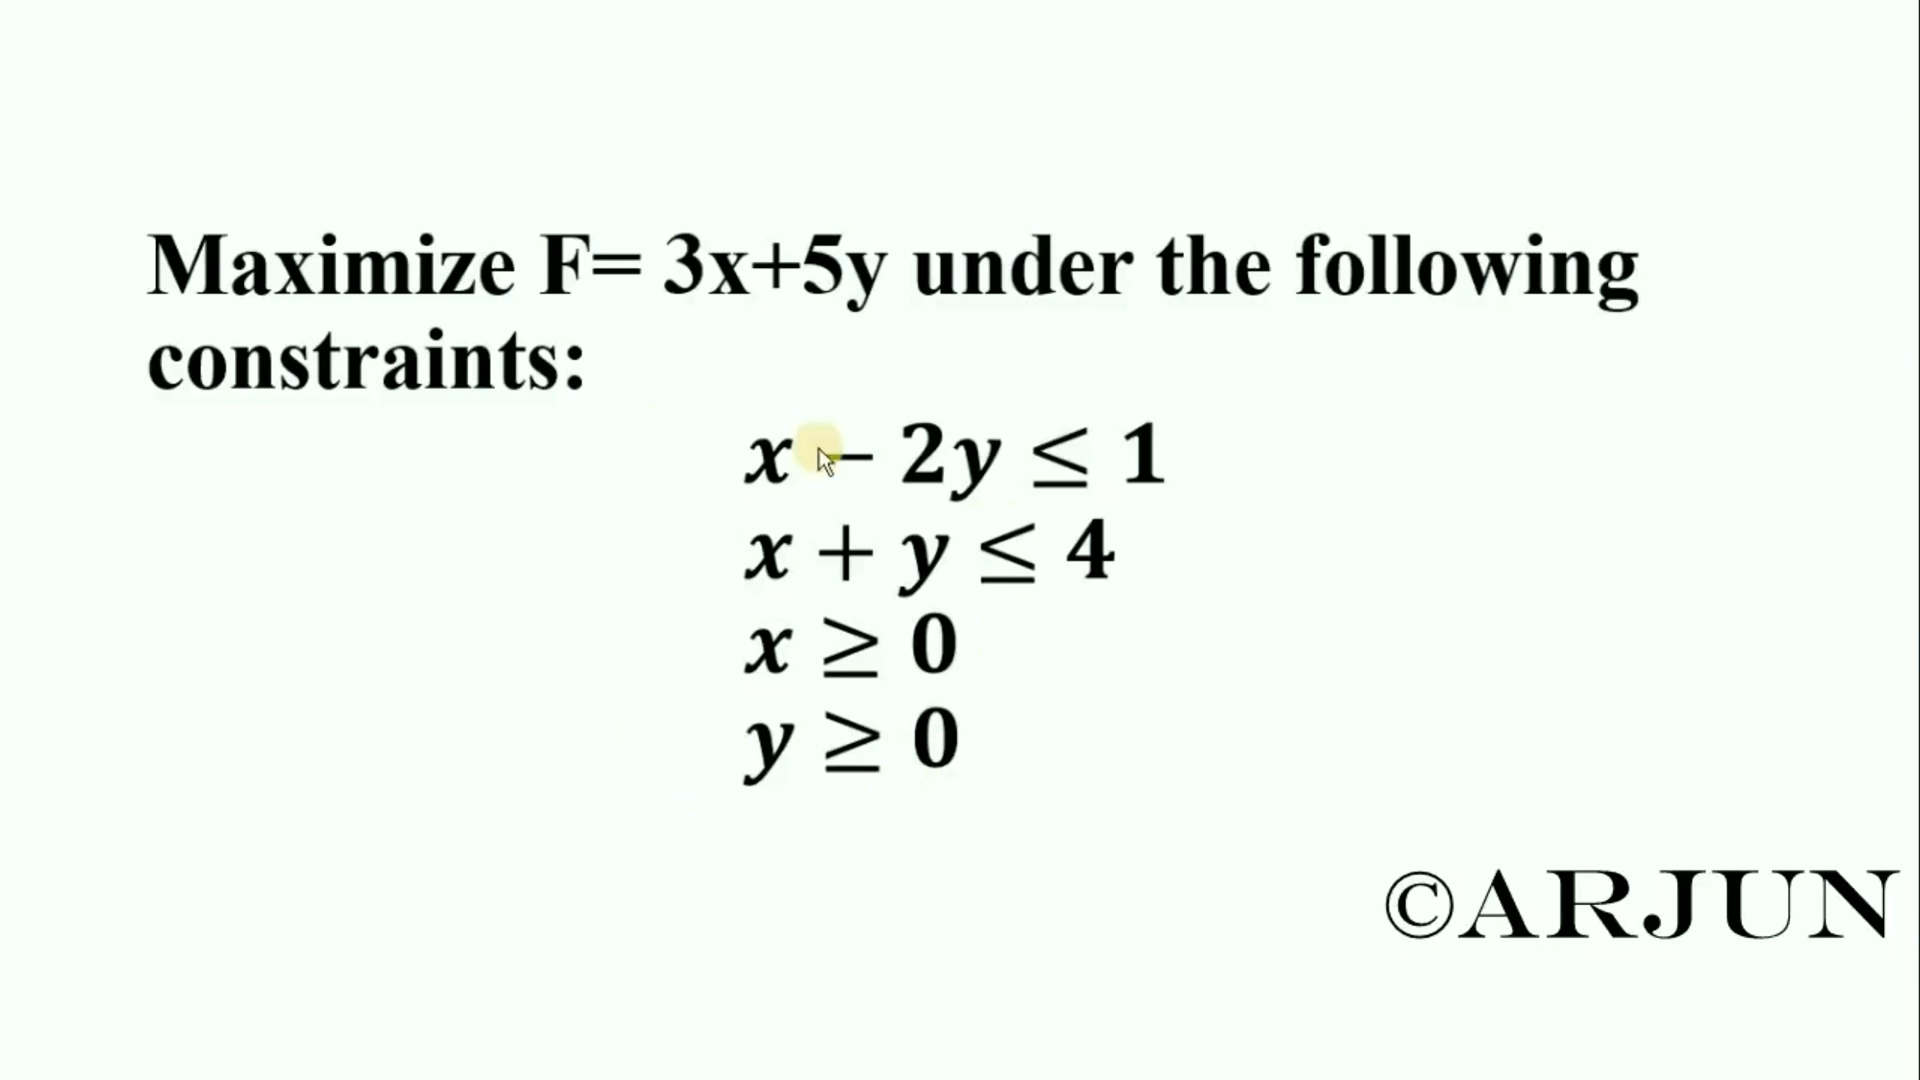 Maximize F= 3x+5y under the following
constraints:
x − 2y ≤ 1
x + y ≤ 4
x ≥ 0
y ≥ 0
©ARJUN